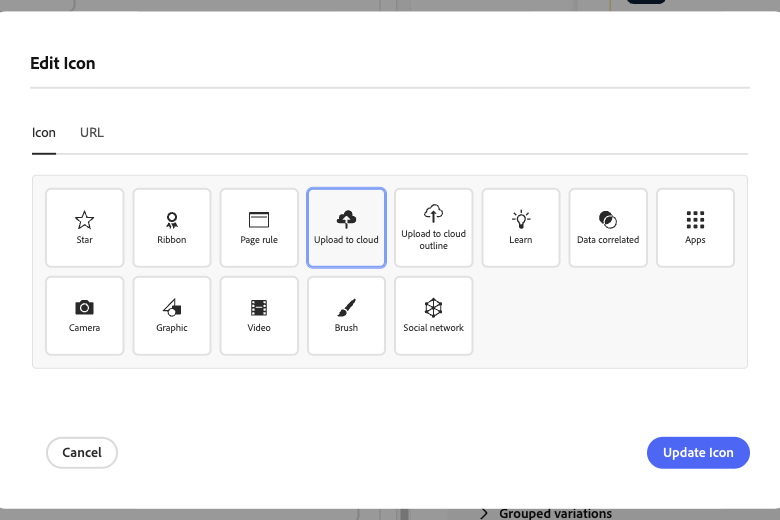 Edit Icon
Icon
URL
Star
Ribbon
Page rule
Upload to cloud
Upload to cloud
outline
Learn
Data correlated
Apps
Camera
Graphic
Video
Brush
Social network
Cancel
Update Icon
Grouped variations